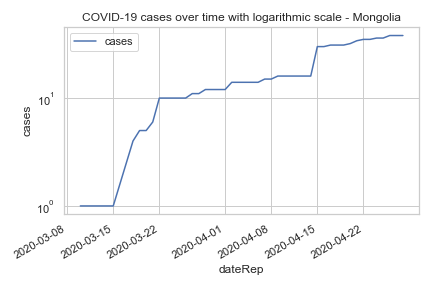 COVID-19 cases over time with logarithmic scale - Mongolia
cases
cases
10¹
10⁰
2020-03-08
2020-03-15
2020-03-22
2020-04-01
2020-04-08
2020-04-15
2020-04-22
dateRep